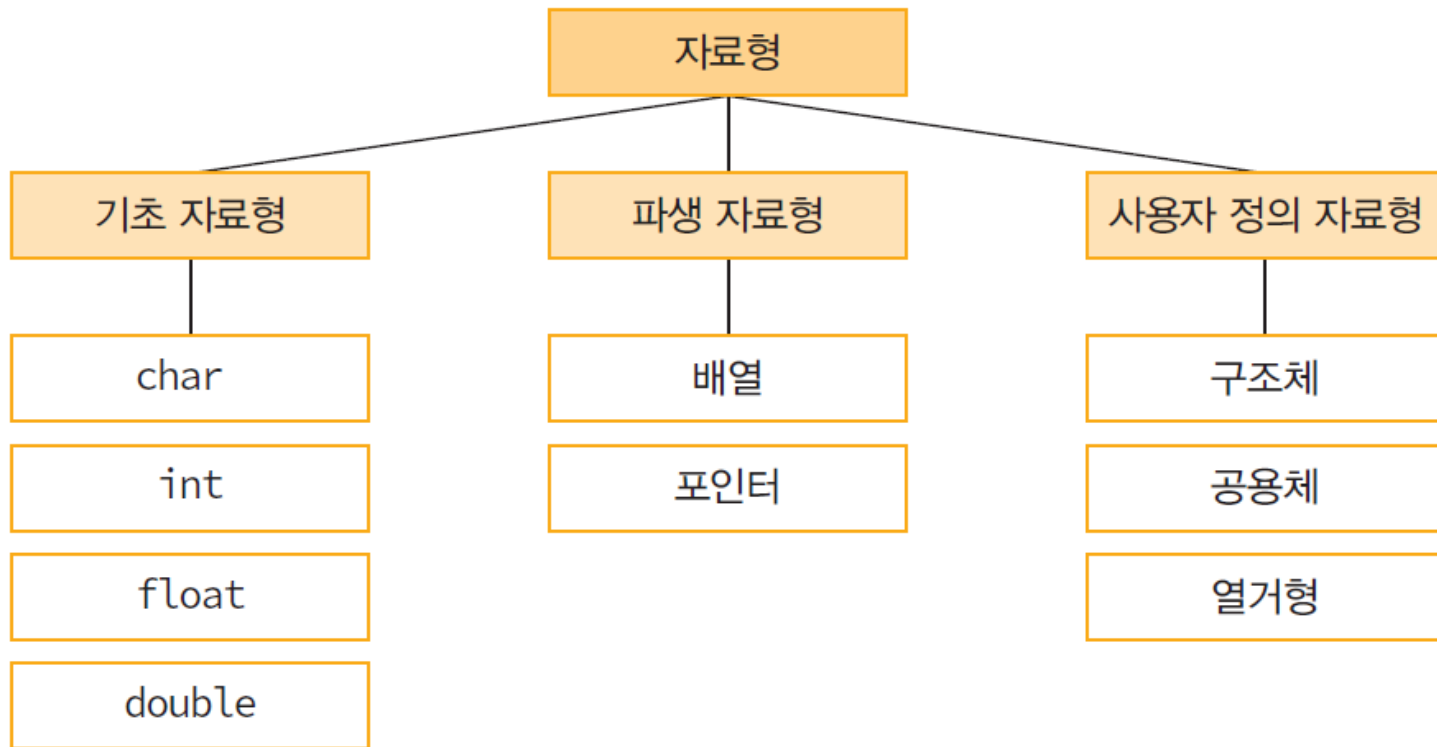 자료형
기초 자료형
파생 자료형
사용자 정의 자료형
char
배열
구조체
int
포인터
공용체
float
열거형
double